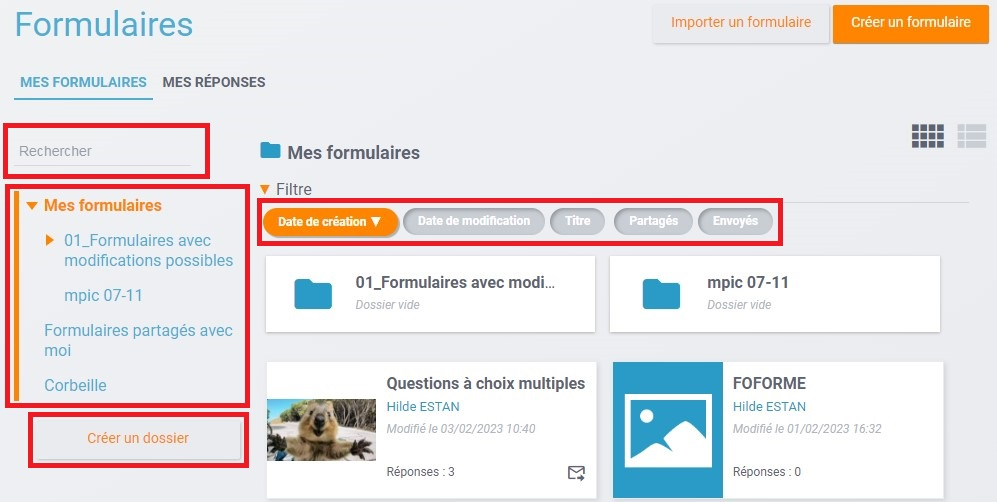 Formulaires
Importer un formulaire
Créer un formulaire
MES FORMULAIRES
MES RÉPONSES
Rechercher
Mes formulaires
01_Formulaires avec
modifications possibles
mpic 07-11
Formulaires partagés avec
moi
Corbeille
Créer un dossier
Mes formulaires
Filtre
Date de création
Date de modification
Titre
Partagés
Envoyés
01_Formulaires avec modi...
Dossier vide
mpic 07-11
Dossier vide
Questions à choix multiples
Hilde ESTAN
Modifié le 03/02/2023 10:40
Réponses : 3
FOFORME
Hilde ESTAN
Modifié le 01/02/2023 16:32
Réponses : 0